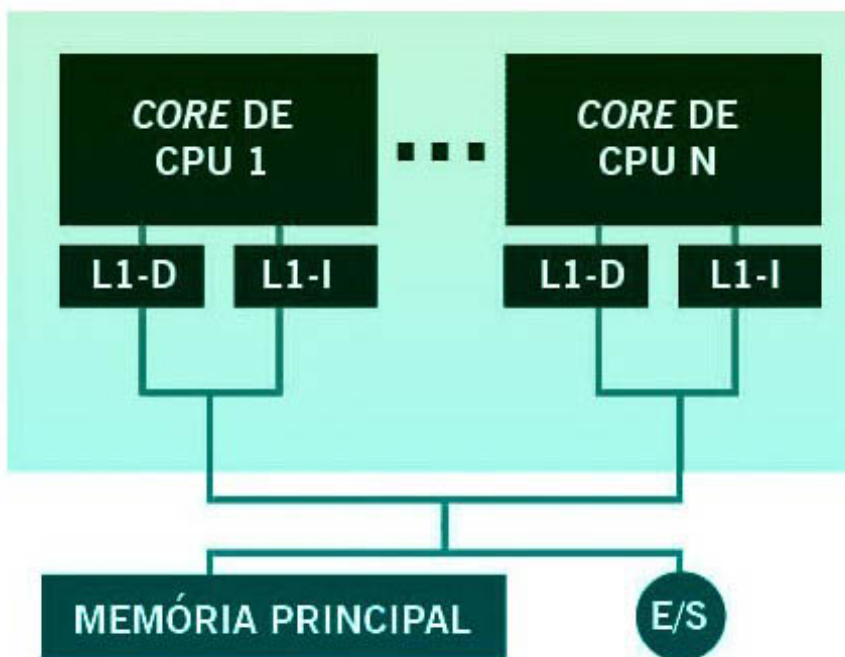 CORE DE
CPU 1
...
CORE DE
CPU N
L1-D
L1-I
L1-D
L1-I
MEMÓRIA PRINCIPAL
E/S